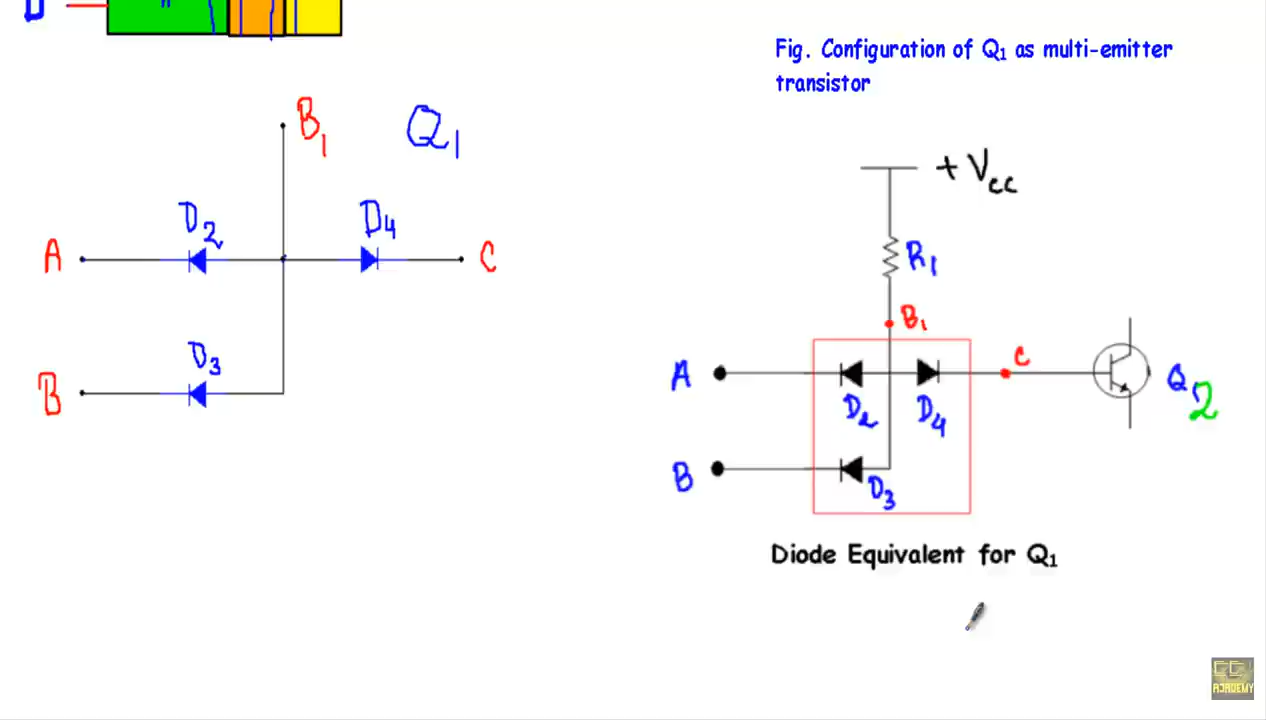 Fig. Configuration of Q1 as multi-emitter
transistor
B1
Q1
D2
D4
A
C
D3
B
+ Vcc
R1
B1
C
A
D2
D4
Q2
B
D3
Diode Equivalent for Q1
ACADEMY